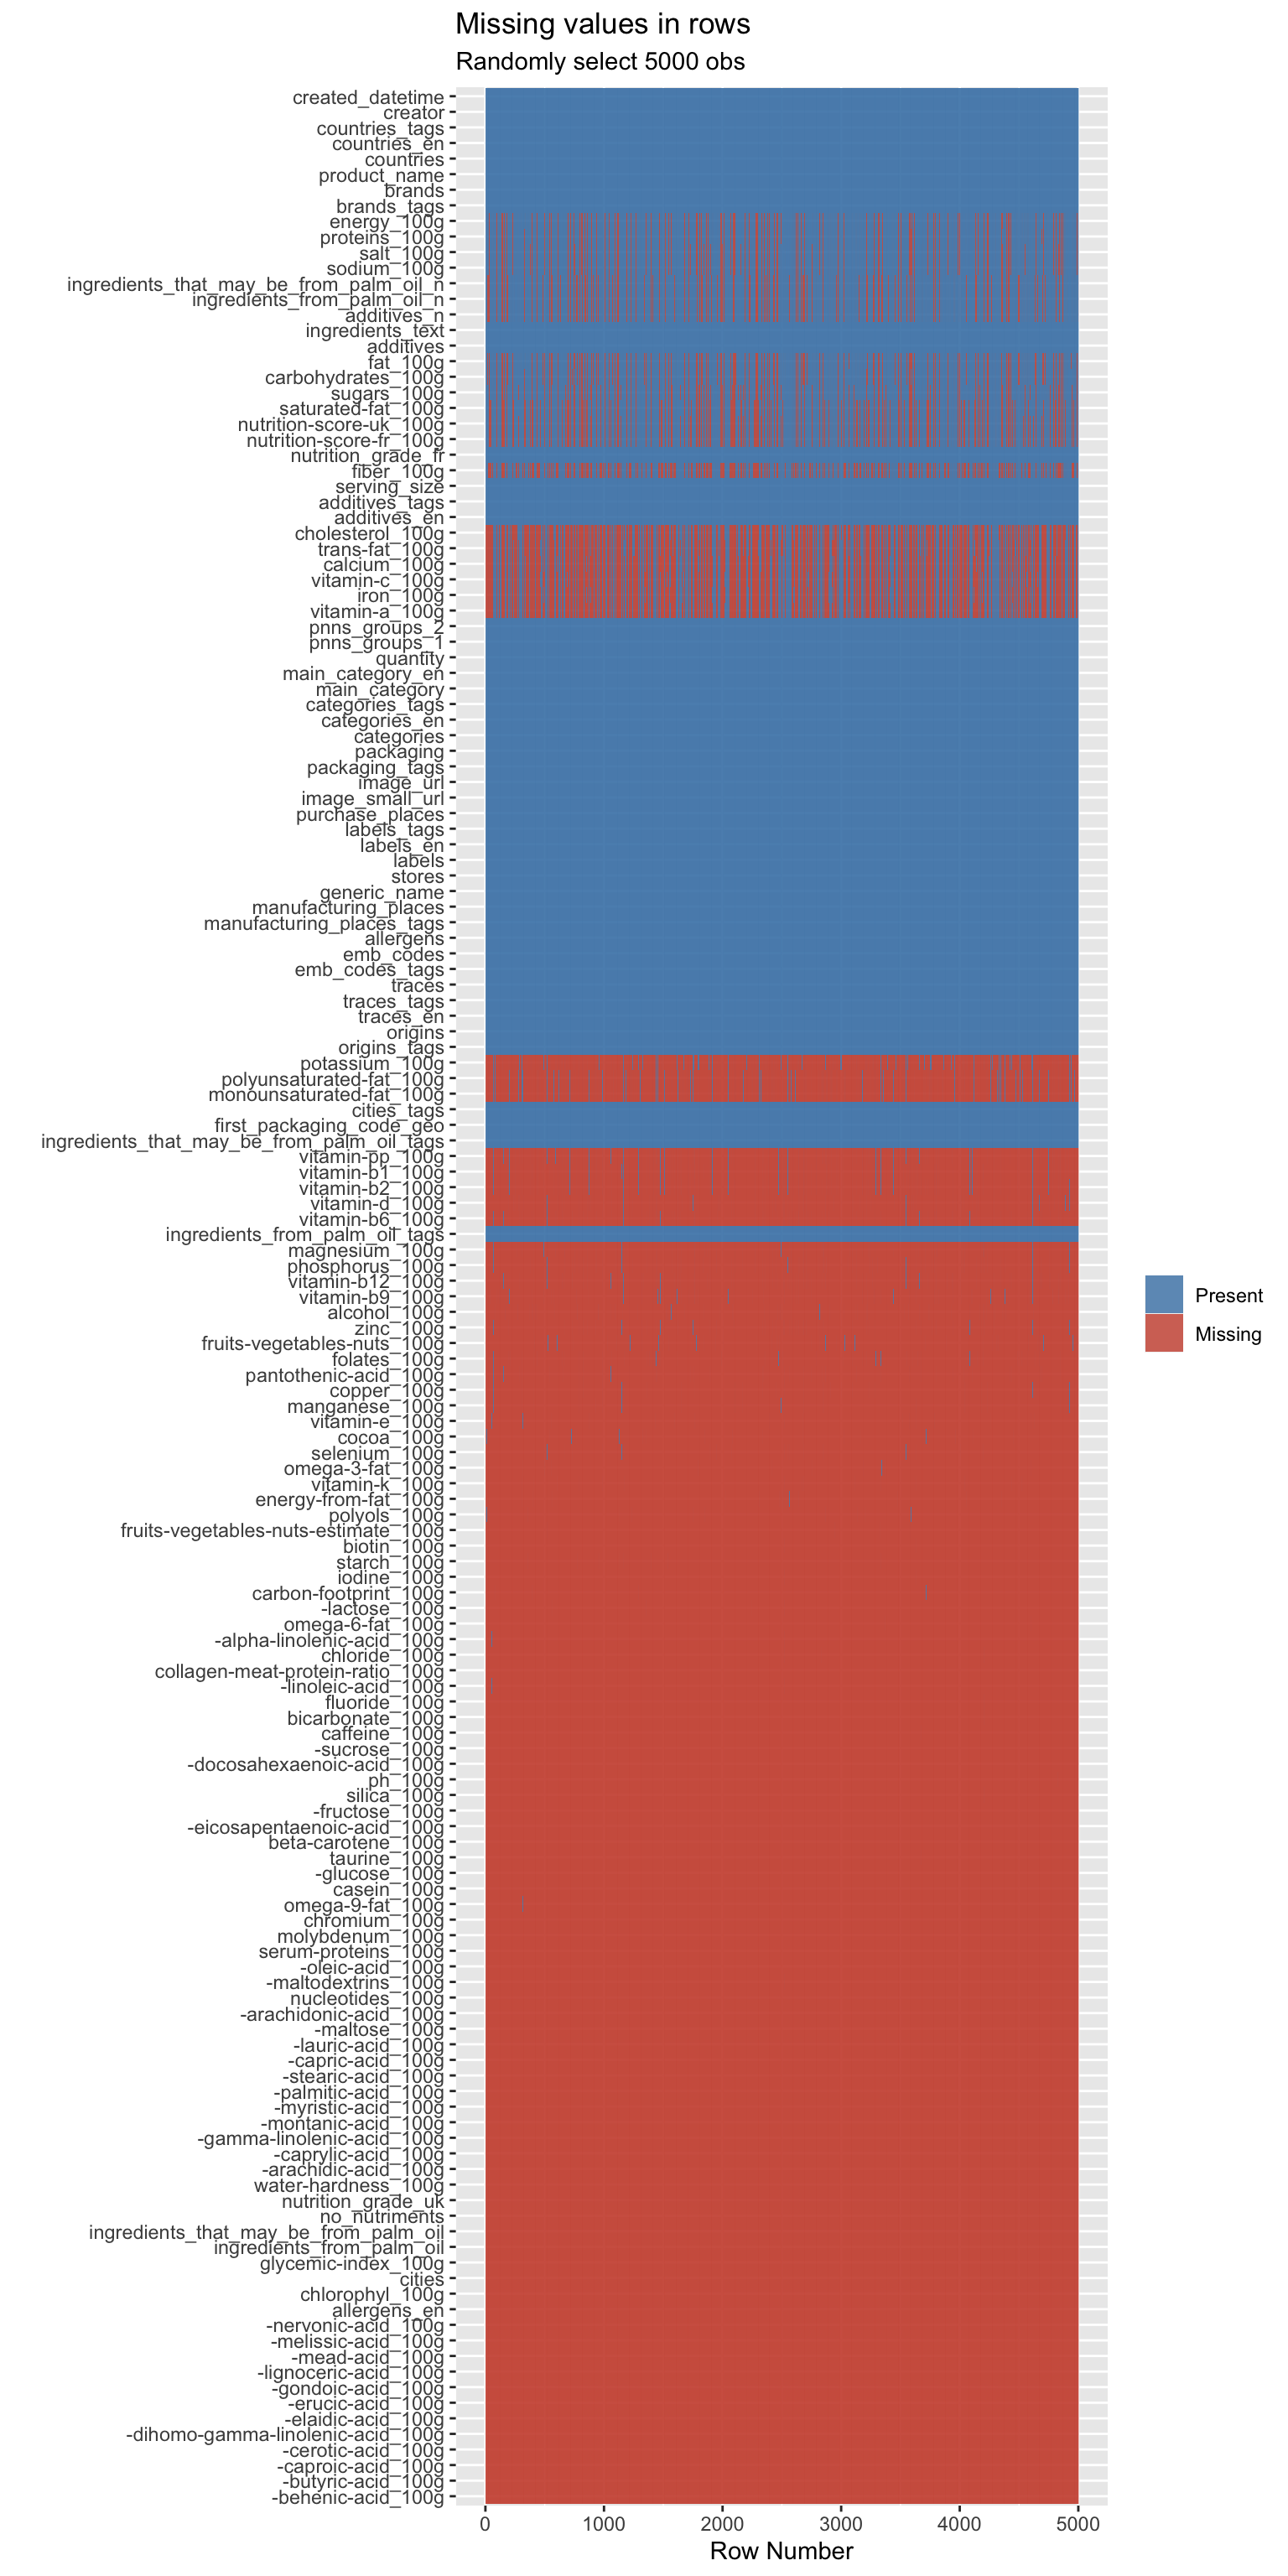 Missing values in rows
Randomly select 5000 obs
created_datetime
creator
countries_tags
countries_en
countries
product_name
brands
brands_tags
energy_100g
proteins_100g
salt_100g
sodium_100g
ingredients_that_may_be_from_palm_oil_n
ingredients_from_palm_oil_n
additives_n
ingredients_text
additives
fat_100g
carbohydrates_100g
sugars_100g
saturated-fat_100g
nutrition-score-uk_100g
nutrition-score-fr_100g
nutrition_grade_fr
fiber_100g
serving_size
additives_tags
additives_en
cholesterol_100g
trans-fat_100g
calcium_100g
vitamin-c_100g
iron_100g
vitamin-a_100g
pnns_groups_2
pnns_groups_1
quantity
main_category_en
main_category
categories_tags
categories_en
categories
packaging
packaging_tags
image_url
image_small_url
purchase_places
labels_tags
labels_en
labels
stores
generic_name
manufacturing_places
manufacturing_places_tags
allergens
emb_codes
emb_codes_tags
traces
traces_tags
traces_en
origins
origins_tags
potassium_100g
polyunsaturated-fat_100g
monounsaturated-fat_100g
cities_tags
first_packaging_code_geo
ingredients_that_may_be_from_palm_oil_tags
vitamin-pp_100g
vitamin-b1_100g
vitamin-b2_100g
vitamin-d_100g
vitamin-b6_100g
ingredients_from_palm_oil_tags
magnesium_100g
phosphorus_100g
vitamin-b12_100g
vitamin-b9_100g
alcohol_100g
zinc_100g
fruits-vegetables-nuts_100g
folates_100g
pantothenic-acid_100g
copper_100g
manganese_100g
vitamin-e_100g
cocoa_100g
selenium_100g
omega-3-fat_100g
vitamin-k_100g
energy-from-fat_100g
polyols_100g
fruits-vegetables-nuts-estimate_100g
biotin_100g
starch_100g
iodine_100g
carbon-footprint_100g
-lactose_100g
omega-6-fat_100g
-alpha-linolenic-acid_100g
chloride_100g
collagen-meat-protein-ratio_100g
-linoleic-acid_100g
fluoride_100g
bicarbonate_100g
caffeine_100g
-sucrose_100g
-docosahexaenoic-acid_100g
ph_100g
silica_100g
-fructose_100g
-eicosapentaenoic-acid_100g
beta-carotene_100g
taurine_100g
-glucose_100g
casein_100g
omega-9-fat_100g
chromium_100g
molybdenum_100g
serum-proteins_100g
-oleic-acid_100g
-maltodextrins_100g
nucleotides_100g
-arachidonic-acid_100g
-maltose_100g
-lauric-acid_100g
-capric-acid_100g
-stearic-acid_100g
-palmitic-acid_100g
-myristic-acid_100g
-montanic-acid_100g
-gamma-linolenic-acid_100g
-caprylic-acid_100g
-arachidic-acid_100g
water-hardness_100g
nutrition_grade_uk
no_nutriments
ingredients_that_may_be_from_palm_oil
ingredients_from_palm_oil
glycemic-index_100g
cities
chlorophyl_100g
allergens_en
-nervonic-acid_100g
-melissic-acid_100g
-mead-acid_100g
-lignoceric-acid_100g
-gondoic-acid_100g
-erucic-acid_100g
-elaidic-acid_100g
-dihomo-gamma-linolenic-acid_100g
-cerotic-acid_100g
-caproic-acid_100g
-butyric-acid_100g
-behenic-acid_100g
0 1000 2000 3000 4000 5000
Row Number
Present
Missing